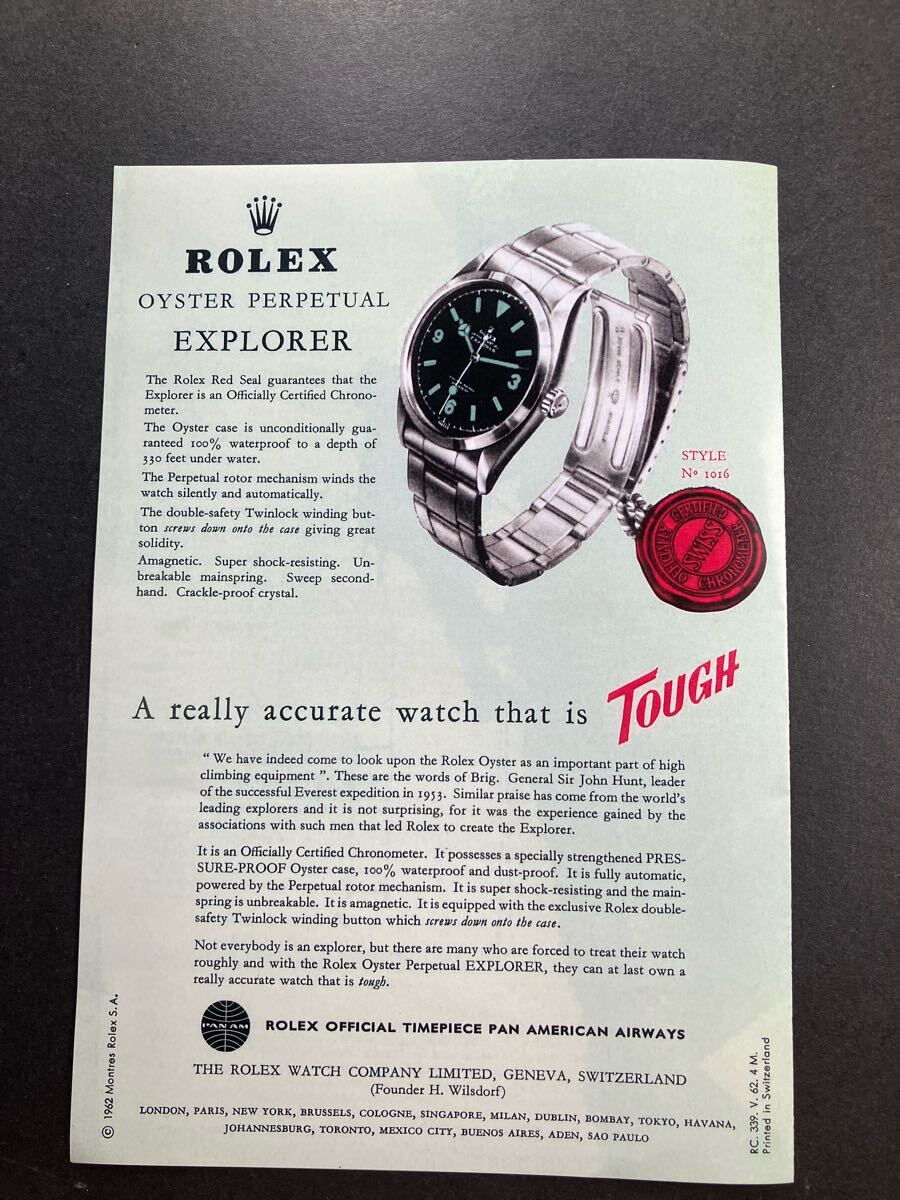 ROLEX
OYSTER PERPETUAL
EXPLORER
The Rolex Red Seal guarantees that the
Explorer is an Officially Certified Chrono-
meter.
The Oyster case is unconditionally gua-
ranteed 100% waterproof to a depth of
330 feet under water.
The Perpetual rotor mechanism winds the
watch silently and automatically.
The double-safety Twinlock winding but-
ton screws down onto the case giving great
solidity.
Amagnetic. Super shock-resisting. Un-
breakable mainspring. Sweep second-
hand. Crackle-proof crystal.
9
3
6
STYLE
Nº 1016
OFFICIALLY CERTIFIED CHRONOMETER
SWISS
A really accurate watch that is TOUGH
“ We have indeed come to look upon the Rolex Oyster as an important part of high
climbing equipment ”. These are the words of Brig. General Sir John Hunt, leader
of the successful Everest expedition in 1953. Similar praise has come from the world's
leading explorers and it is not surprising, for it was the experience gained by the
associations with such men that led Rolex to create the Explorer.
It is an Officially Certified Chronometer. It possesses a specially strengthened PRES-
SURE-PROOF Oyster case, 100% waterproof and dust-proof. It is fully automatic,
powered by the Perpetual rotor mechanism. It is super shock-resisting and the main-
spring is unbreakable. It is amagnetic. It is equipped with the exclusive Rolex double-
safety Twinlock winding button which screws down onto the case.
Not everybody is an explorer, but there are many who are forced to treat their watch
roughly and with the Rolex Oyster Perpetual EXPLORER, they can at last own a
really accurate watch that is tough.
PAN AM
ROLEX OFFICIAL TIMEPIECE PAN AMERICAN AIRWAYS
THE ROLEX WATCH COMPANY LIMITED, GENEVA, SWITZERLAND
(Founder H. Wilsdorf)
LONDON, PARIS, NEW YORK, BRUSSELS, COLOGNE, SINGAPORE, MILAN, DUBLIN, BOMBAY, TOKYO, HAVANA,
JOHANNESBURG, TORONTO, MEXICO CITY, BUENOS AIRES, ADEN, SAO PAULO
© 1962 Montres Rolex S.A.
RC. 339. V. 62. 4 M.
Printed in Switzerland